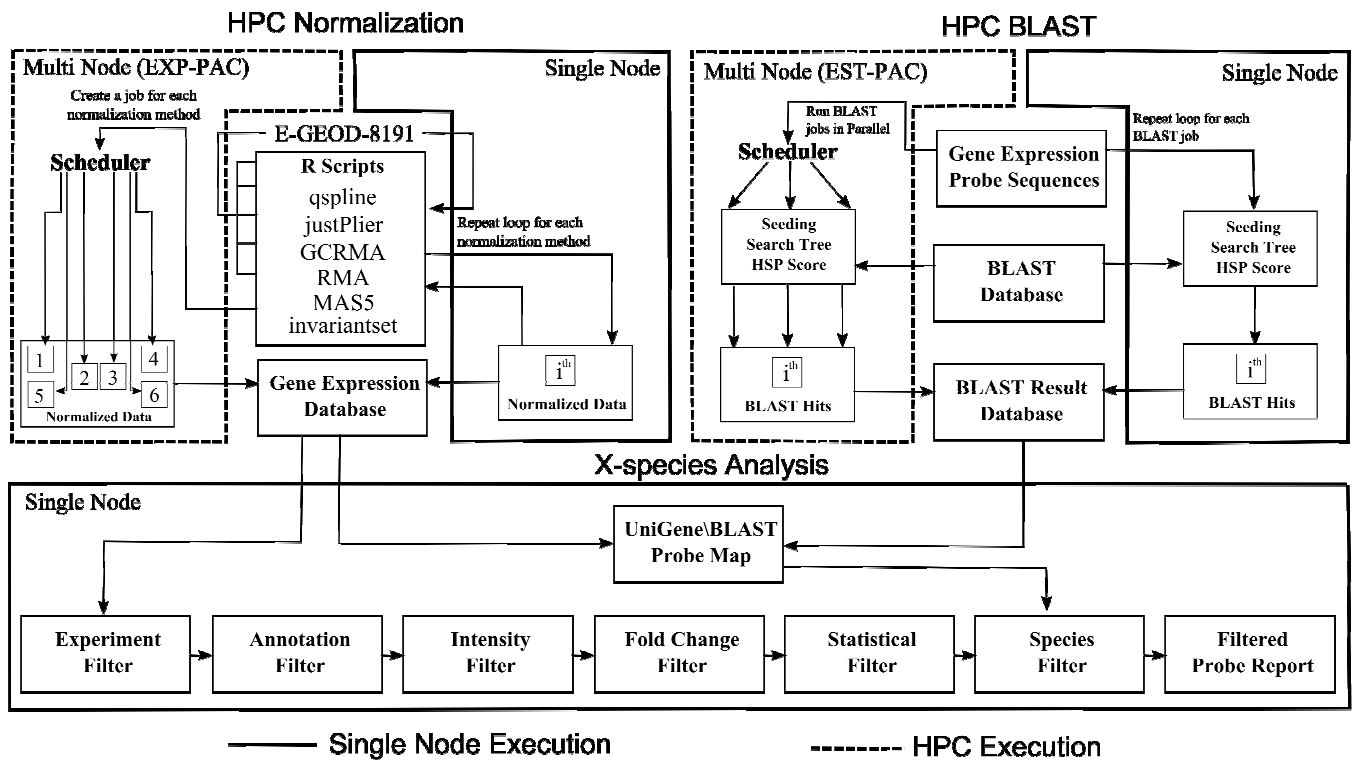 HPC Normalization
HPC BLAST
Multi Node (EXP-PAC)
Single Node
Create a job for each
normalization method
E-GEOD-8191
Scheduler
R Scripts
qspline
justPlier
GCRMA
RMA
MAS5
invariantset
Repeat loop for each
normalization method
1
2
3
4
5
6
Normalized Data
Gene Expression
Database
i th
Normalized Data
Multi Node (EST-PAC)
Single Node
Run BLAST
jobs in Parallel
Scheduler
Gene Expression
Probe Sequences
Repeat loop for each
BLAST job
Seeding
Search Tree
HSP Score
BLAST
Database
Seeding
Search Tree
HSP Score
i th
BLAST Hits
BLAST Result
Database
i th
BLAST Hits
X-species Analysis
Single Node
UniGene\BLAST
Probe Map
Experiment
Filter
Annotation
Filter
Intensity
Filter
Fold Change
Filter
Statistical
Filter
Species
Filter
Filtered
Probe Report
Single Node Execution
HPC Execution